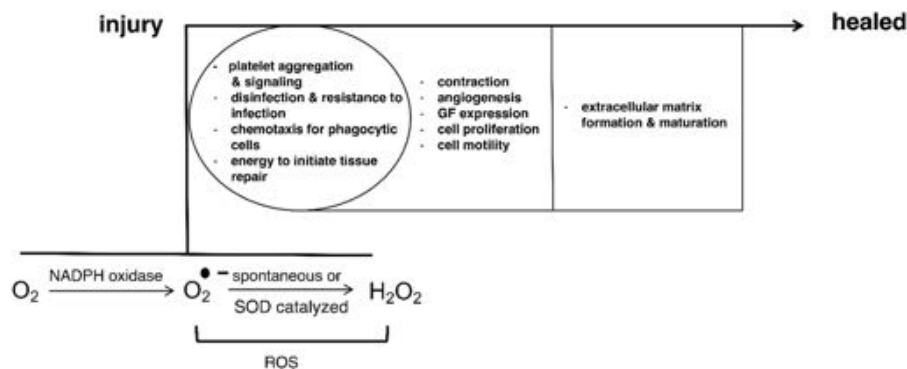 injury
healed
- platelet aggregation
& signaling
- disinfection & resistance to
infection
- chemotaxis for phagocytic
cells
- energy to initiate tissue
repair
- contraction
- angiogenesis
- GF expression
- cell proliferation
- cell motility
- extracellular matrix
formation & maturation
O₂ NADPH oxidase O₂•– spontaneous or
SOD catalyzed H₂O₂
ROS